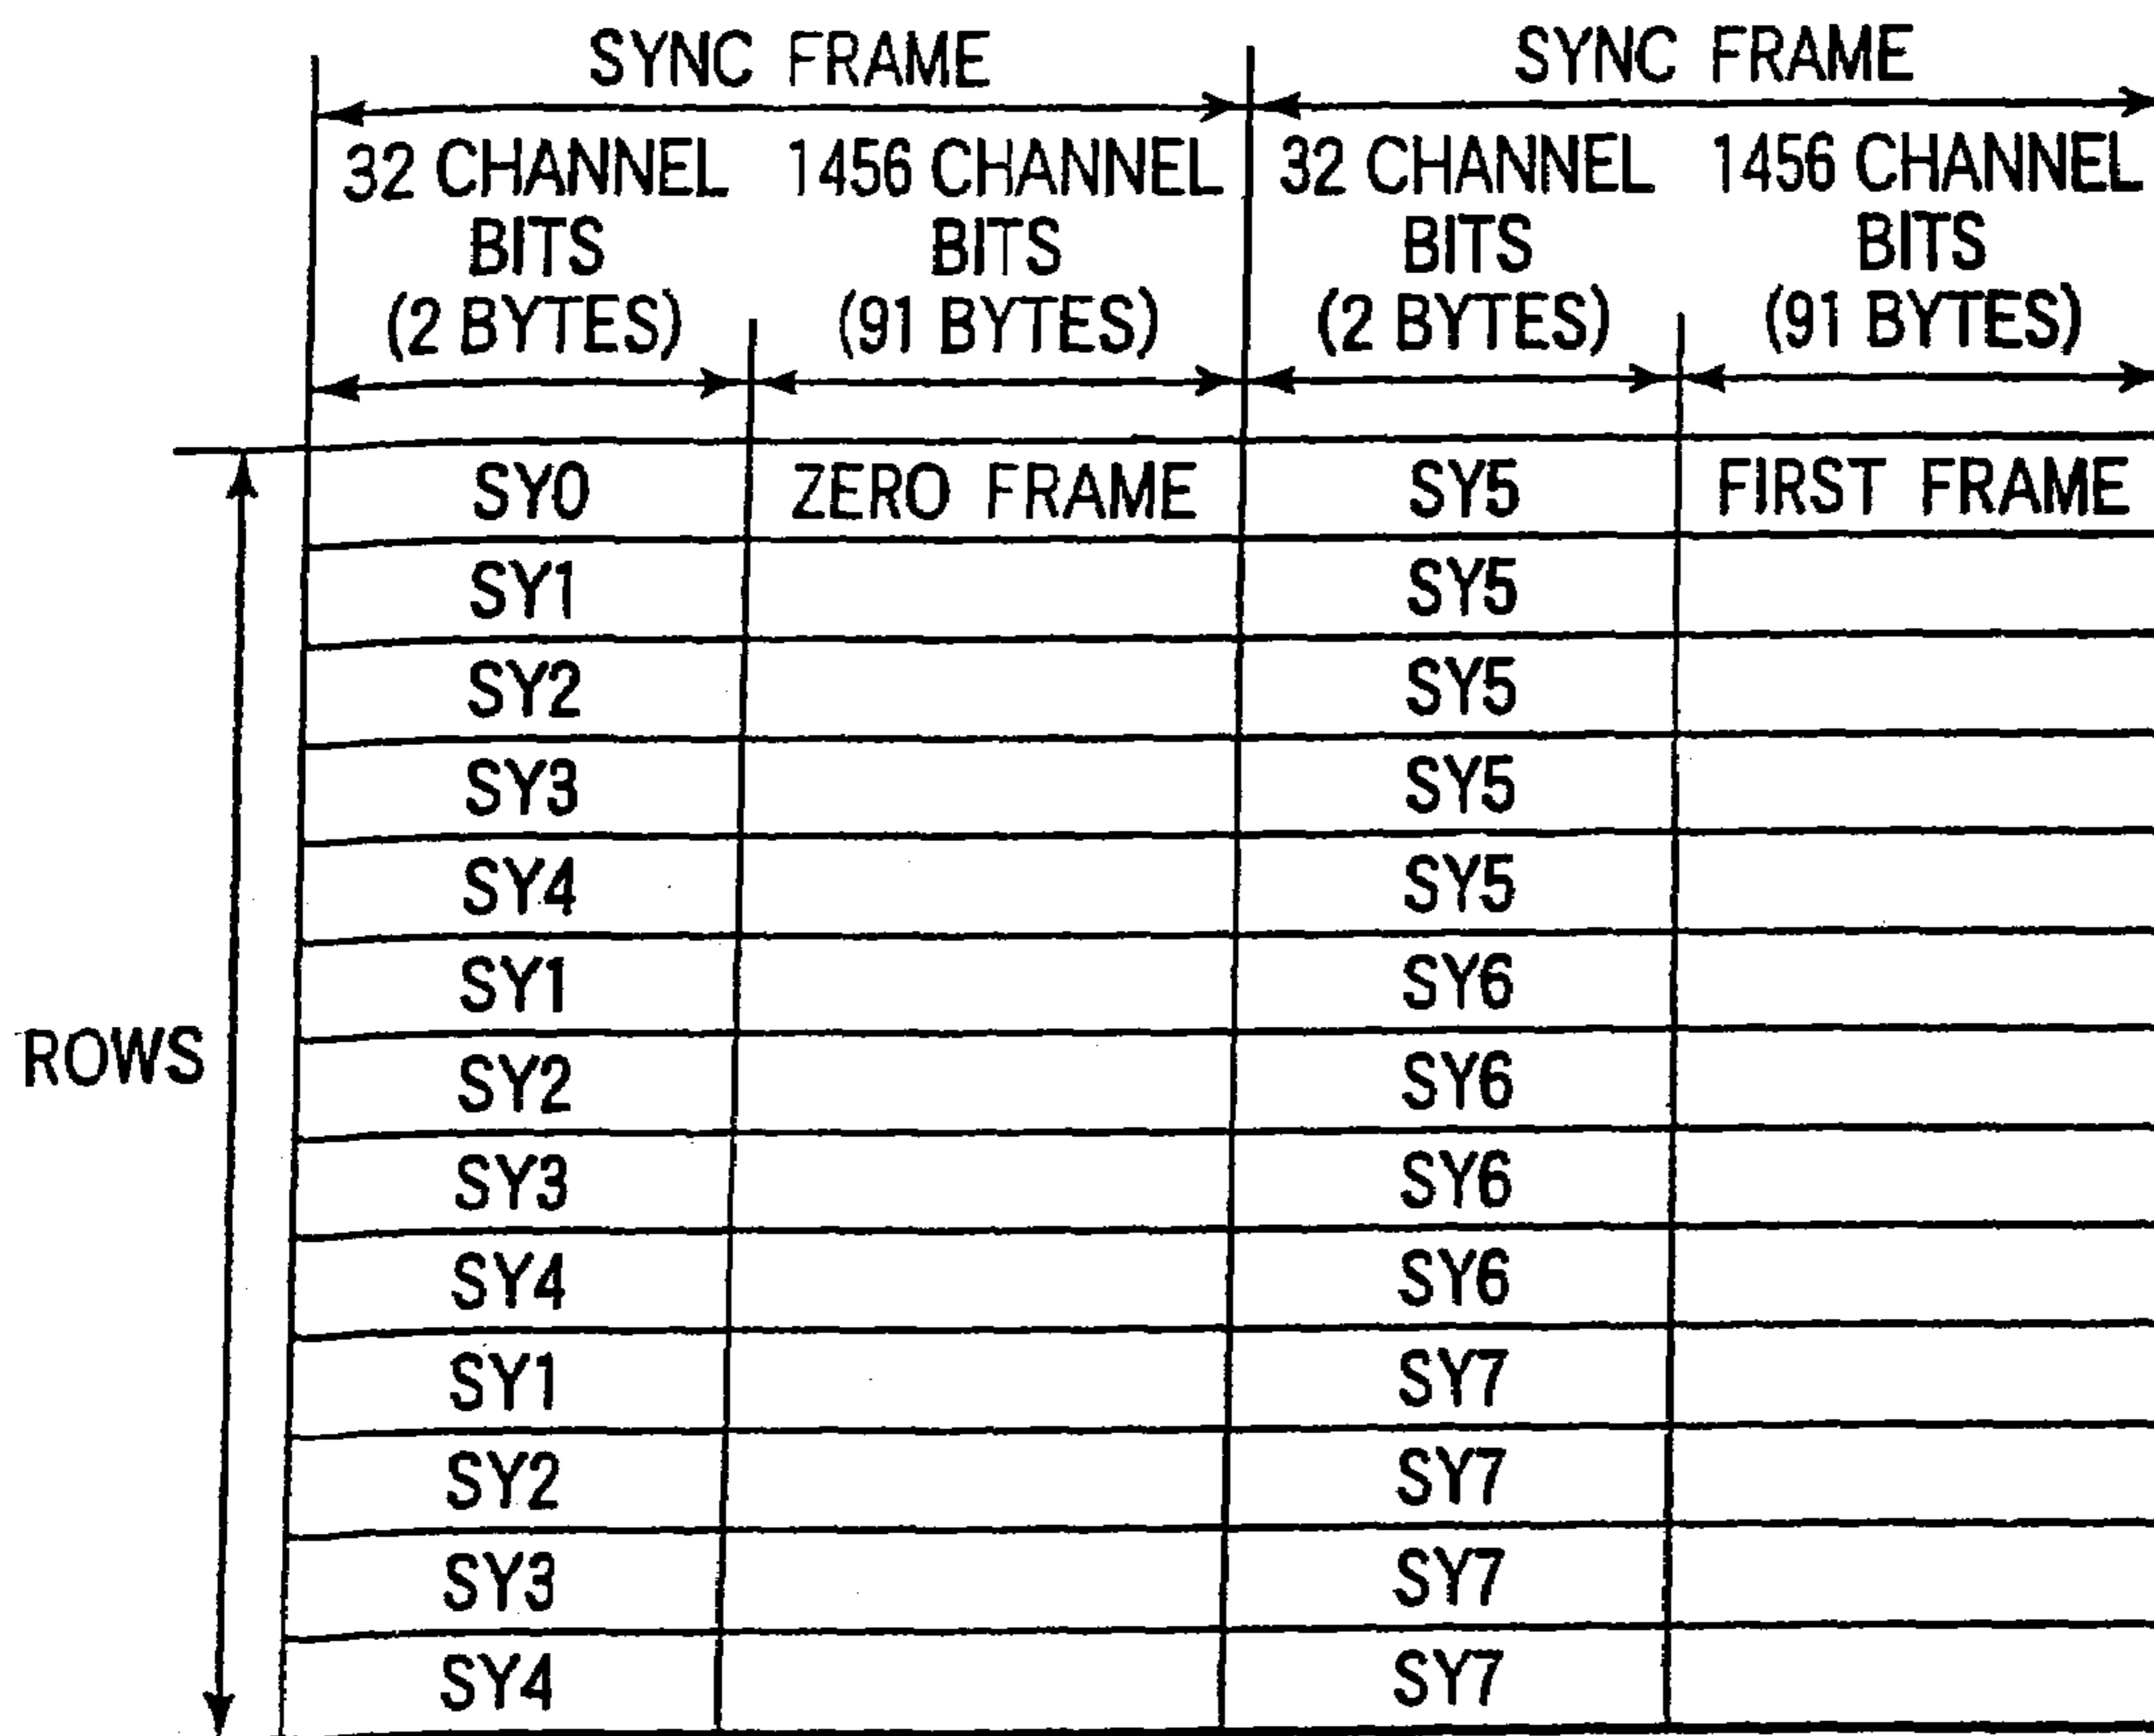 SYNC FRAME SYNC FRAME
32 CHANNEL BITS (2 BYTES) 1456 CHANNEL BITS (91 BYTES) 32 CHANNEL BITS (2 BYTES) 1456 CHANNEL BITS (91 BYTES)
SY0 ZERO FRAME SY5 FIRST FRAME
SY1 SY5
SY2 SY5
SY3 SY5
SY4 SY5
SY1 SY6
ROWS
SY2 SY6
SY3 SY6
SY4 SY6
SY1 SY7
SY2 SY7
SY3 SY7
SY4 SY7